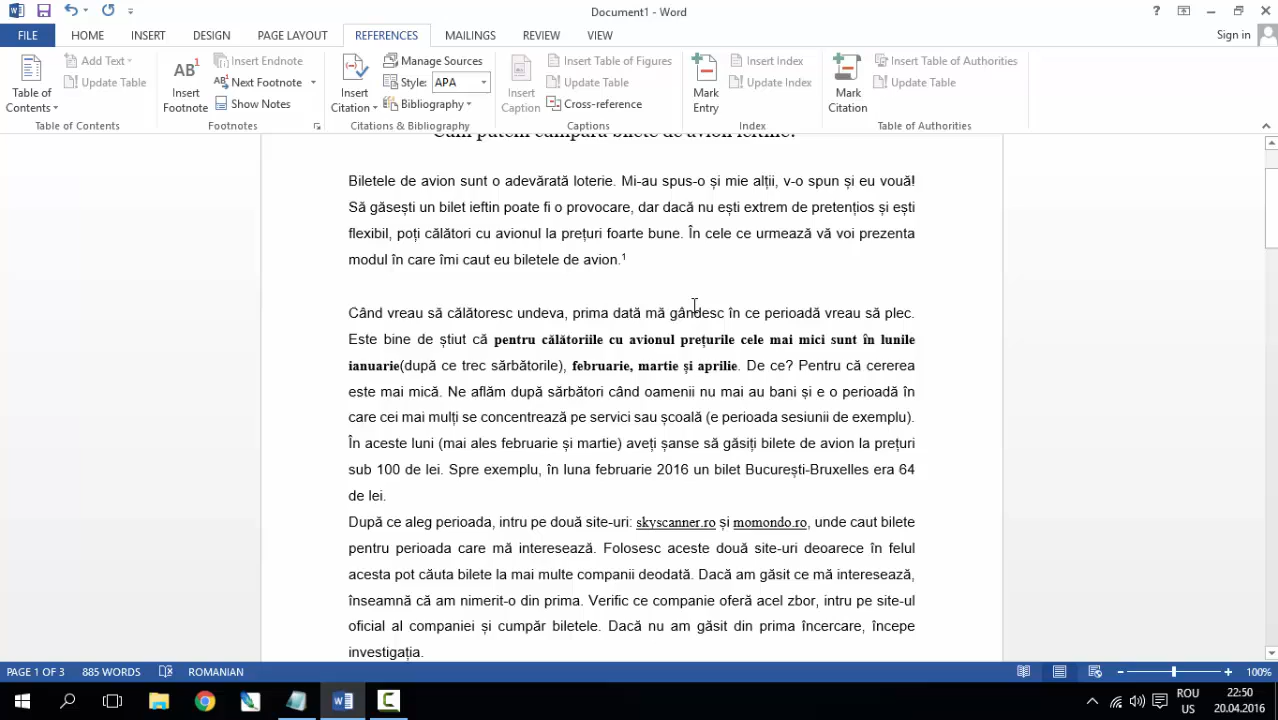 Document1 - Word
?
FILE HOME INSERT DESIGN PAGE LAYOUT REFERENCES MAILINGS REVIEW VIEW Sign in
Table of Contents
Add Text
Update Table
Table of Contents
AB¹
Insert Footnote
Insert Endnote
Next Footnote
Show Notes
Footnotes
Insert Citation
Manage Sources
Style: APA
Bibliography
Citations & Bibliography
Insert Caption
Insert Table of Figures
Update Table
Cross-reference
Captions
Mark Entry
Insert Index
Update Index
Index
Mark Citation
Insert Table of Authorities
Update Table
Table of Authorities
Cum putem cumpăra bilete de avion ieftine?
Biletele de avion sunt o adevărată loterie. Mi-au spus-o și mie alții, v-o spun și eu vouă!
Să găsești un bilet ieftin poate fi o provocare, dar dacă nu ești extrem de pretențios și ești
flexibil, poți călători cu avionul la prețuri foarte bune. În cele ce urmează vă voi prezenta
modul în care îmi caut eu biletele de avion.¹
Când vreau să călătoresc undeva, prima dată mă gândesc în ce perioadă vreau să plec.
Este bine de știut că pentru călătoriile cu avionul prețurile cele mai mici sunt în lunile
ianuarie(după ce trec sărbătorile), februarie, martie și aprilie. De ce? Pentru că cererea
este mai mică. Ne aflăm după sărbători când oamenii nu mai au bani și e o perioadă în
care cei mai mulți se concentrează pe servici sau școală (e perioada sesiunii de exemplu).
În aceste luni (mai ales februarie și martie) aveți șanse să găsiți bilete de avion la prețuri
sub 100 de lei. Spre exemplu, în luna februarie 2016 un bilet București-Bruxelles era 64
de lei.
După ce aleg perioada, intru pe două site-uri: skyscanner.ro și momondo.ro, unde caut bilete
pentru perioada care mă interesează. Folosesc aceste două site-uri deoarece în felul
acesta pot căuta bilete la mai multe companii deodată. Dacă am găsit ce mă interesează,
înseamnă că am nimerit-o din prima. Verific ce companie oferă acel zbor, intru pe site-ul
oficial al companiei și cumpăr biletele. Dacă nu am găsit din prima încercare, începe
investigația.
PAGE 1 OF 3 885 WORDS ROMANIAN 100%
ROU 22:50
US 20.04.2016